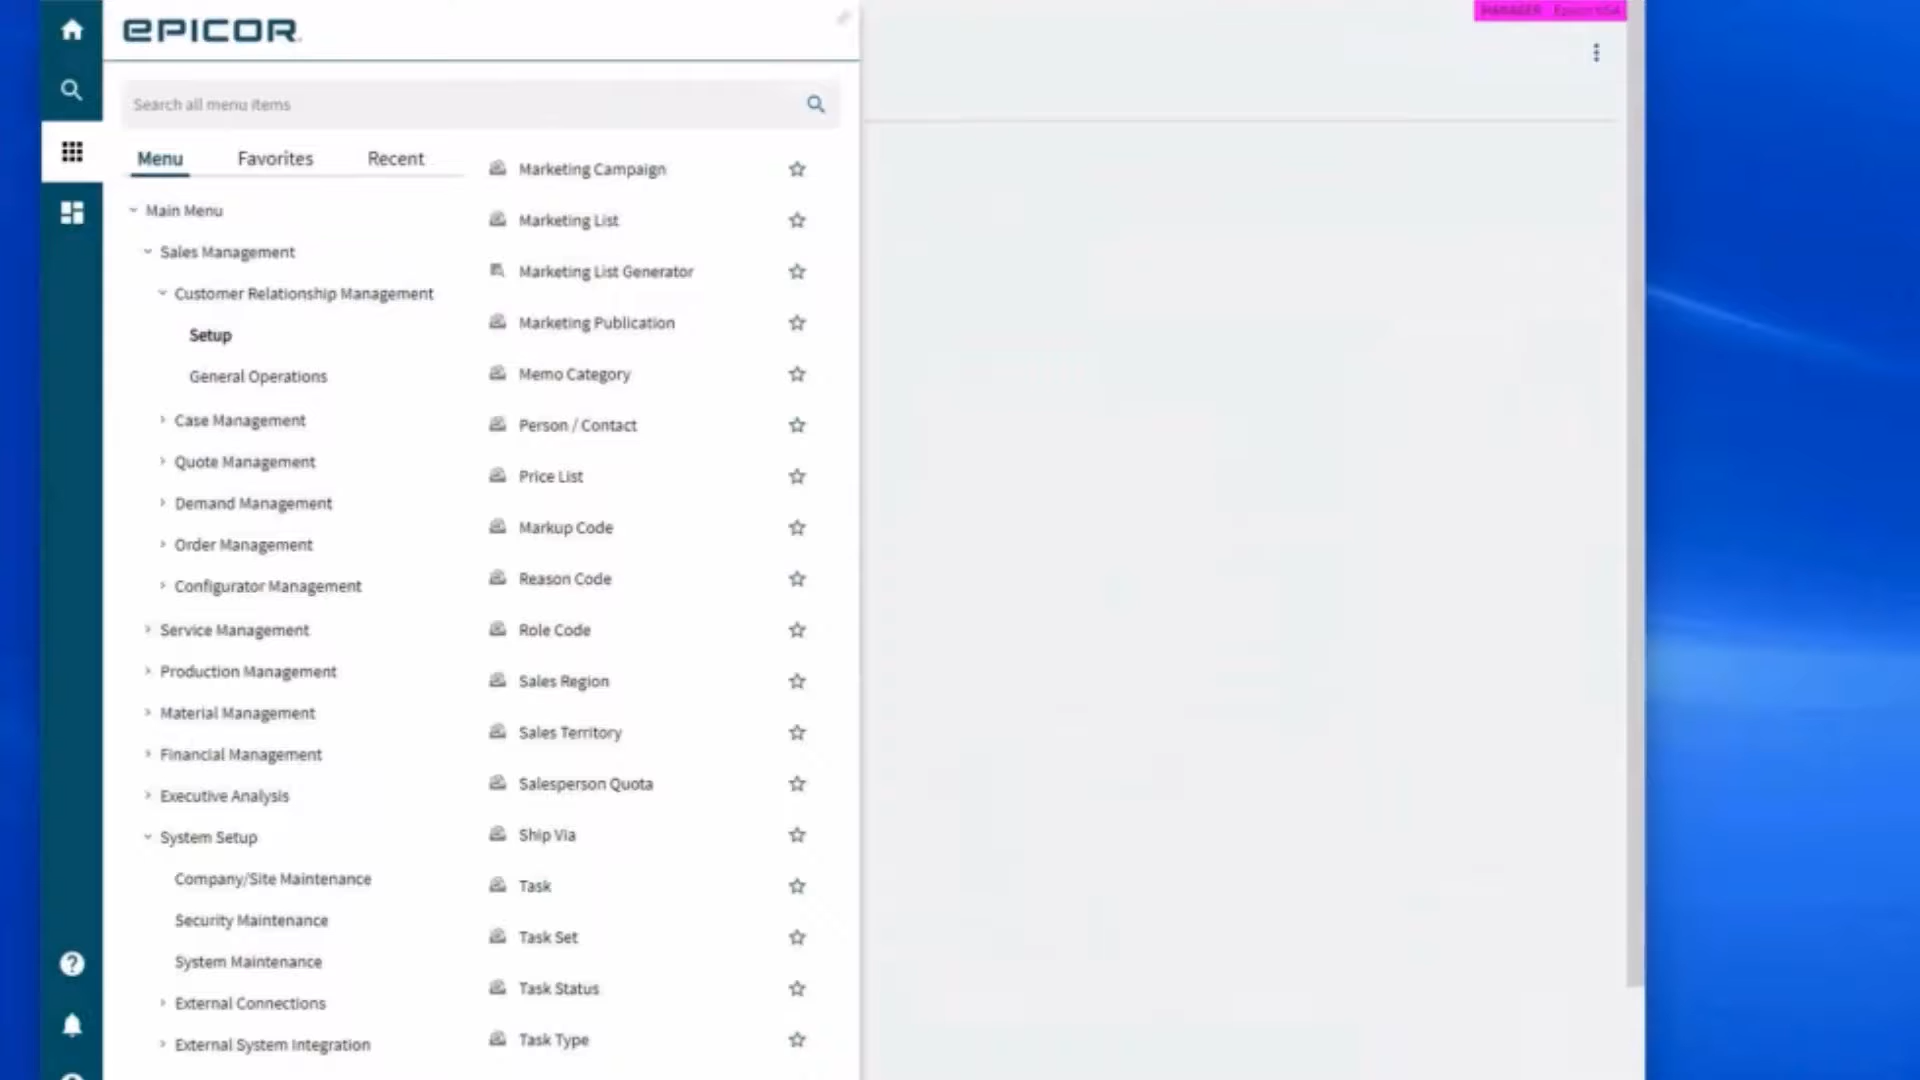 EPICOR
Search all menu items
Menu Favorites Recent
Main Menu
Sales Management
Customer Relationship Management
Setup
General Operations
Case Management
Quote Management
Demand Management
Order Management
Configurator Management
Service Management
Production Management
Material Management
Financial Management
Executive Analysis
System Setup
Company/Site Maintenance
Security Maintenance
System Maintenance
External Connections
External System Integration
Marketing Campaign
Marketing List
Marketing List Generator
Marketing Publication
Memo Category
Person / Contact
Price List
Markup Code
Reason Code
Role Code
Sales Region
Sales Territory
Salesperson Quota
Ship Via
Task
Task Set
Task Status
Task Type
MANAGER